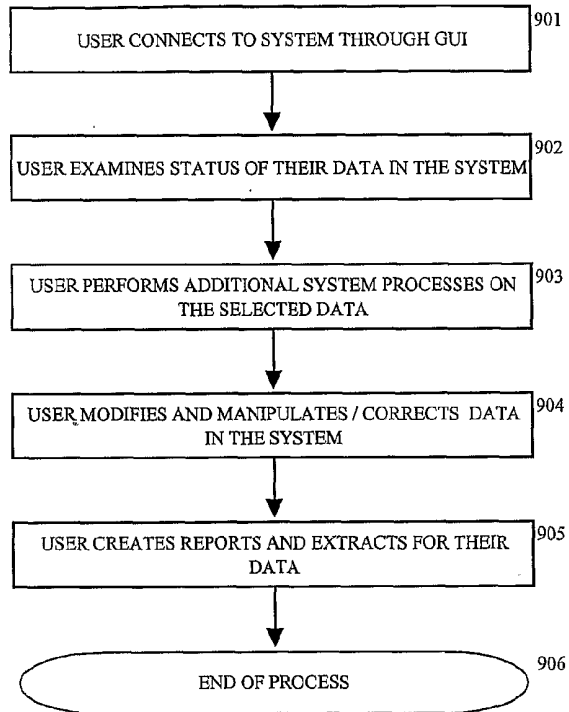 901
USER CONNECTS TO SYSTEM THROUGH GUI
902
USER EXAMINES STATUS OF THEIR DATA IN THE SYSTEM
903
USER PERFORMS ADDITIONAL SYSTEM PROCESSES ON
THE SELECTED DATA
904
USER MODIFIES AND MANIPULATES / CORRECTS DATA
IN THE SYSTEM
905
USER CREATES REPORTS AND EXTRACTS FOR THEIR
DATA
906
END OF PROCESS